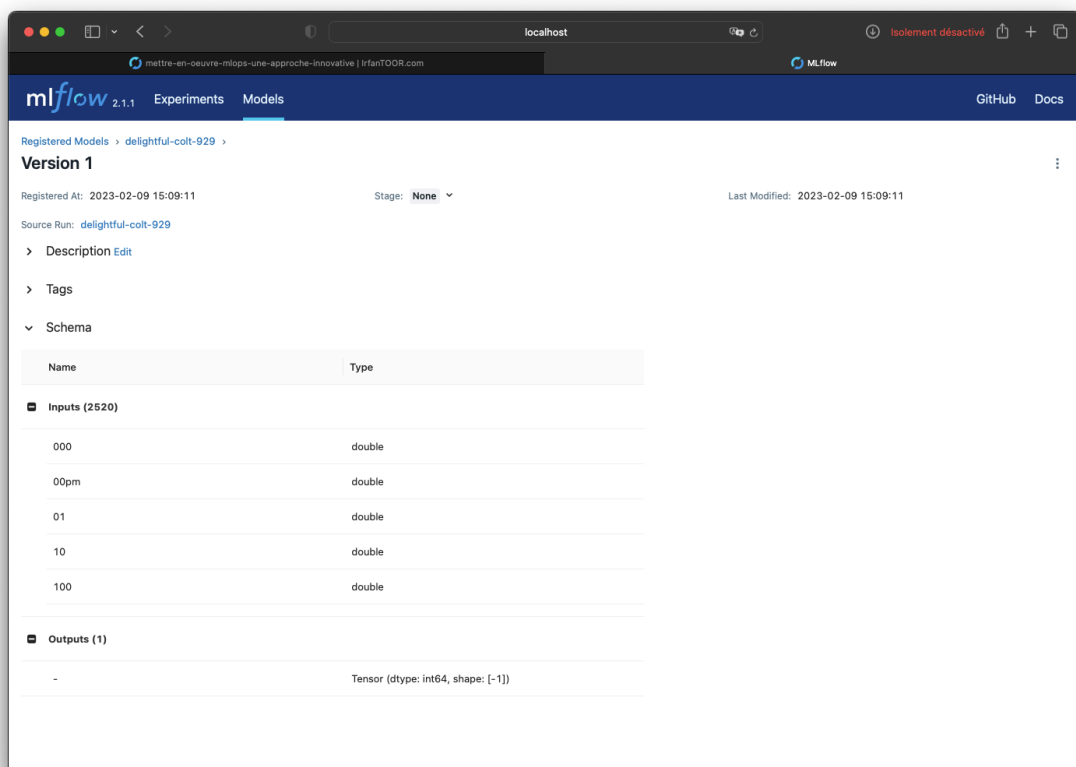 localhost
Isolement désactivé
mettre-en-oeuvre-mlops-une-approche-innovative | IrfanTOOR.com
MLflow
mlflow 2.1.1 Experiments Models GitHub Docs
Registered Models > delightful-colt-929 >
Version 1
Registered At: 2023-02-09 15:09:11 Stage: None Last Modified: 2023-02-09 15:09:11
Source Run: delightful-colt-929
Description Edit
Tags
Schema
Name Type
Inputs (2520)
000 double
00pm double
01 double
10 double
100 double
Outputs (1)
- Tensor (dtype: int64, shape: [-1])